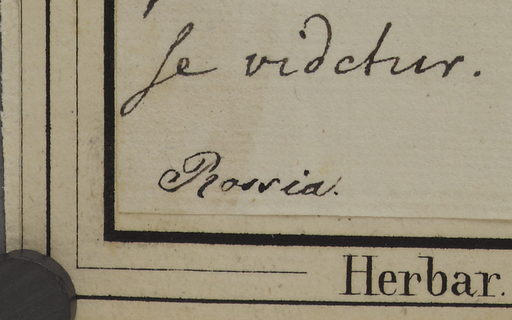 se videtur.
Rossia.
Herbar.